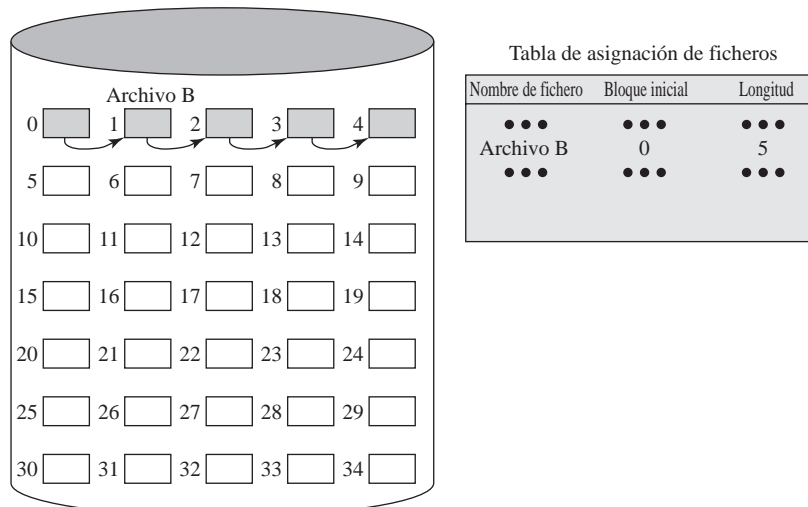 Tabla de asignación de ficheros
Nombre de fichero Bloque inicial Longitud
••• ••• •••
Archivo B 0 5
••• ••• •••
Archivo B
0 1 2 3 4
5 6 7 8 9
10 11 12 13 14
15 16 17 18 19
20 21 22 23 24
25 26 27 28 29
30 31 32 33 34